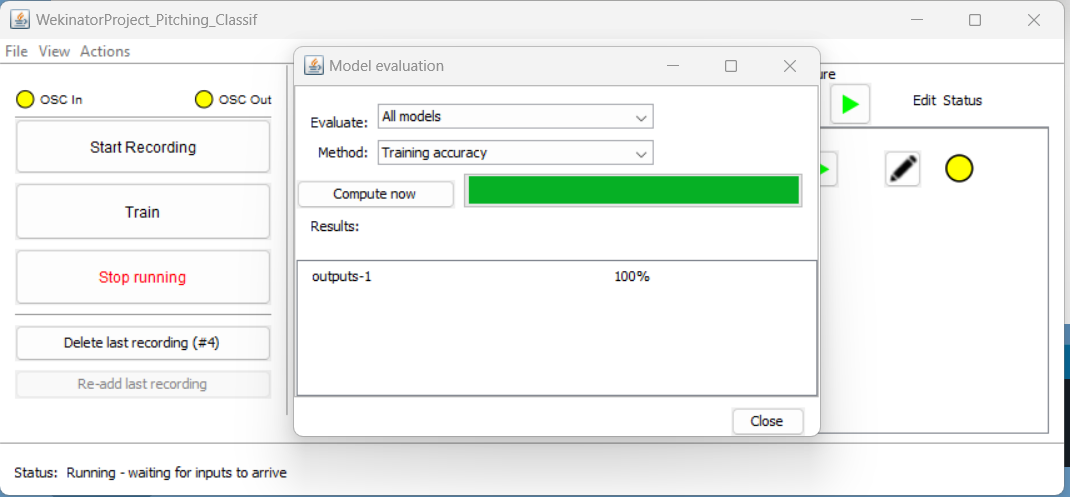 WekinatorProject_Pitching_Classif
File View Actions
OSC In
OSC Out
Start Recording
Train
Stop running
Delete last recording (#4)
Re-add last recording
Model evaluation
Evaluate: All models
Method: Training accuracy
Compute now
Results:
outputs-1 100%
Close
Edit Status
Status: Running - waiting for inputs to arrive